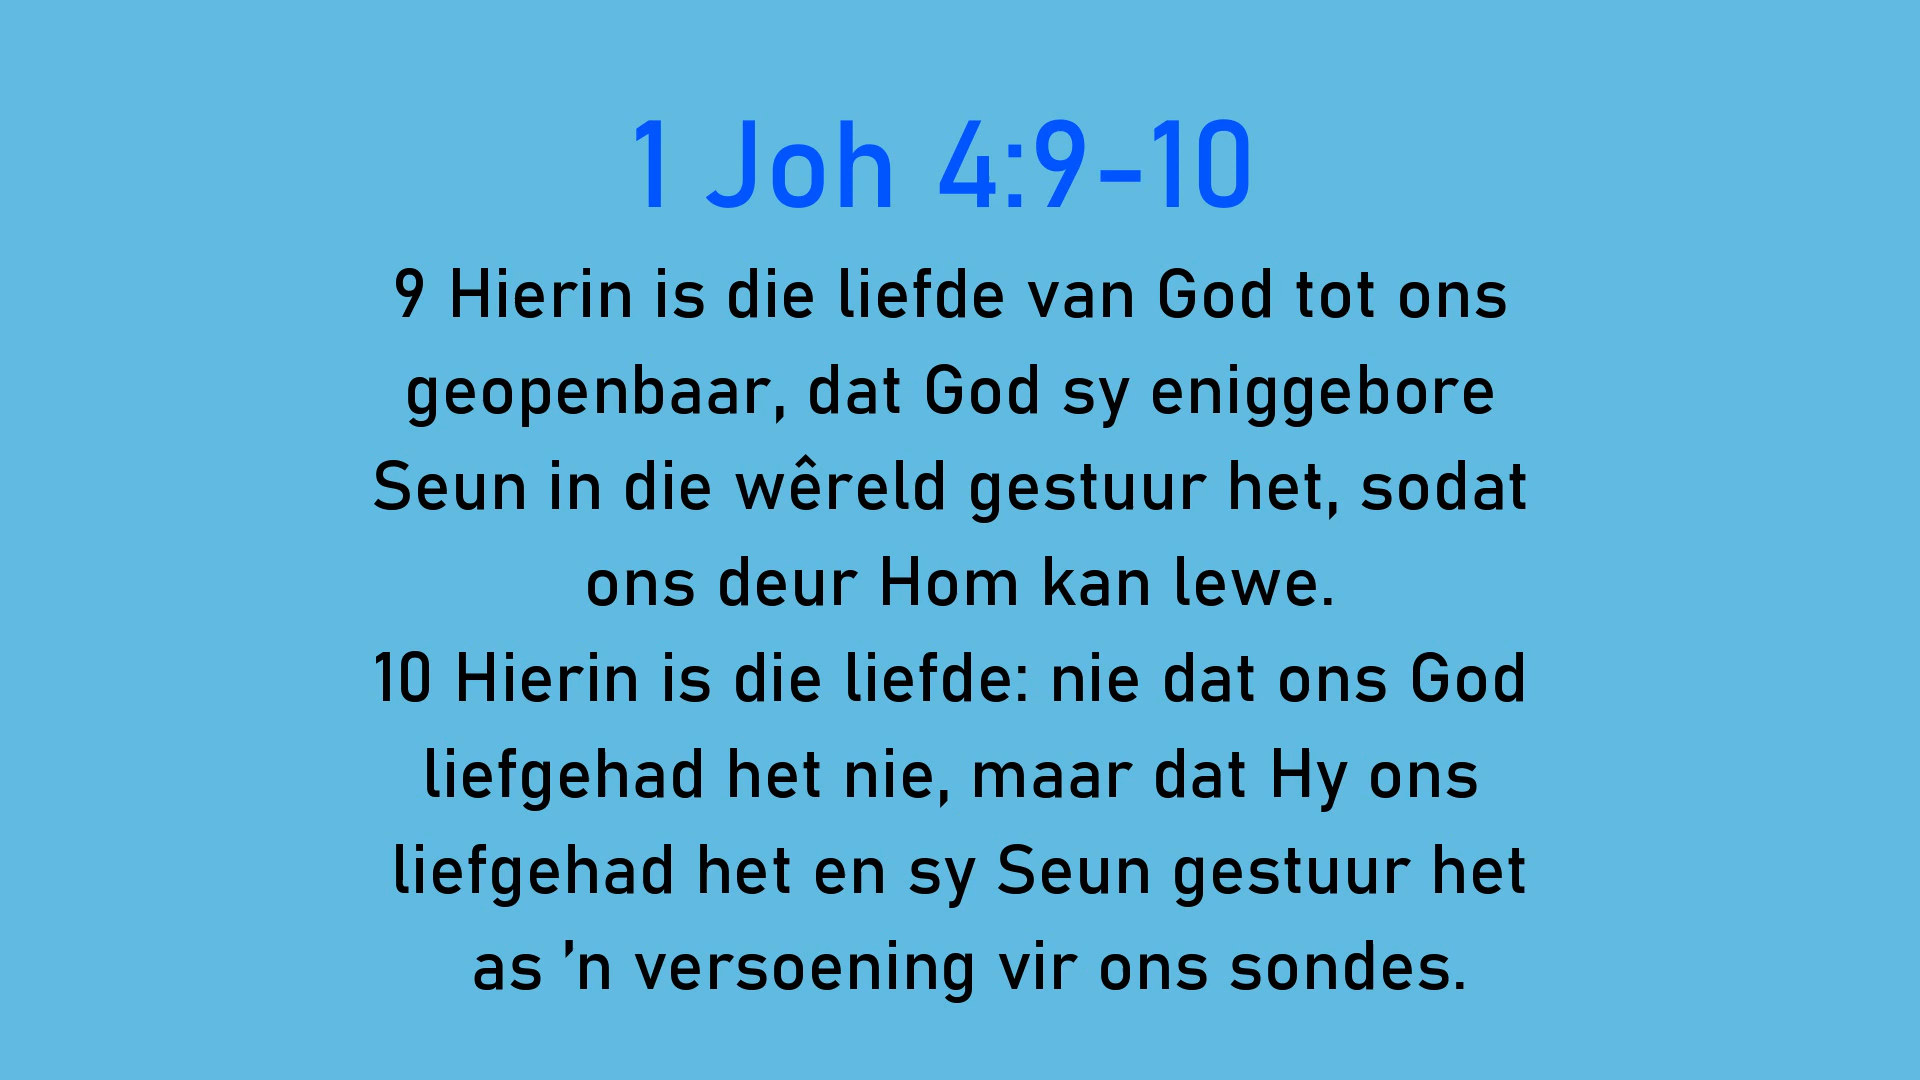 1 Joh 4:9-10
9 Hierin is die liefde van God tot ons
geopenbaar, dat God sy eniggebore
Seun in die wêreld gestuur het, sodat
ons deur Hom kan lewe.
10 Hierin is die liefde: nie dat ons God
liefgehad het nie, maar dat Hy ons
liefgehad het en sy Seun gestuur het
as ’n versoening vir ons sondes.